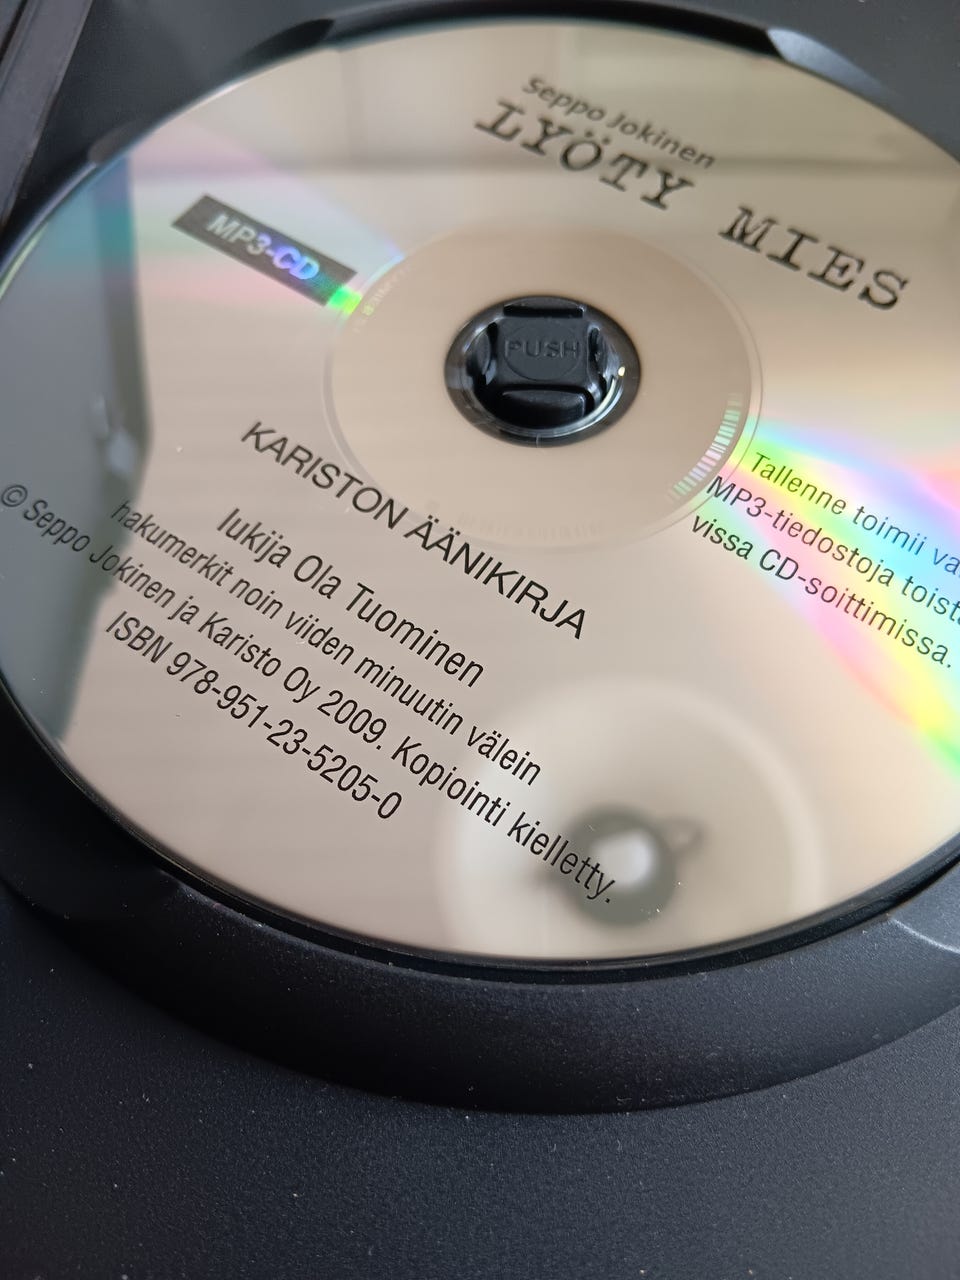 Seppo Jokinen
LYÖTY MIES
MP3-CD
PUSH
Tallenne toimii
MP3-tiedostoja
vissa CD-soittimissa.
KARISTON ÄÄNIKIRJA
lukija Ola Tuominen
hakumerkit noin viiden minuutin välein
© Seppo Jokinen ja Karisto Oy 2009. Kopiointi kielletty.
ISBN 978-951-23-5205-0